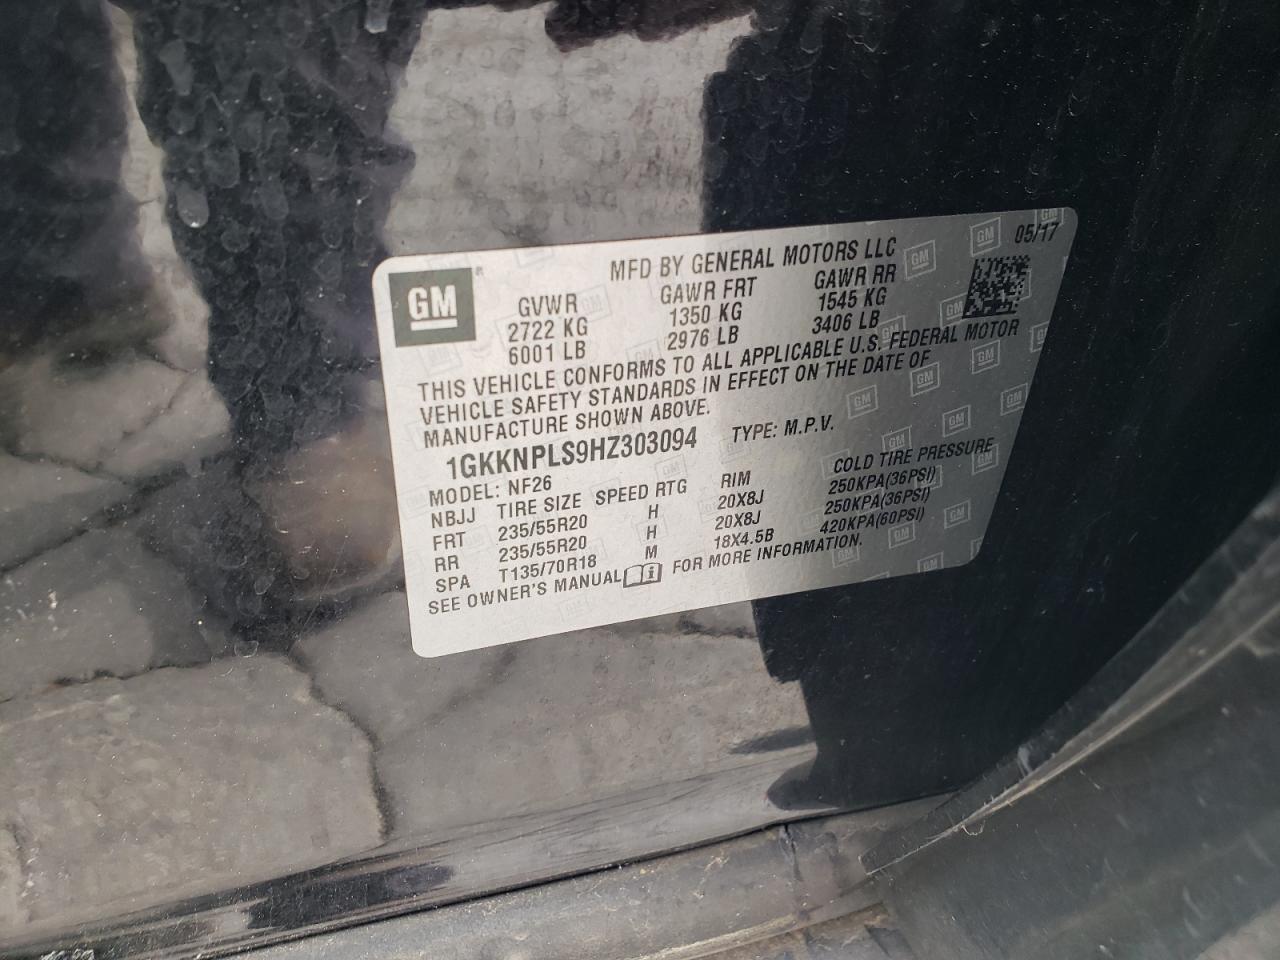 GM
MFD BY GENERAL MOTORS LLC 05/17
GVWR GAWR FRT GAWR RR
2722 KG 1350 KG 1545 KG
6001 LB 2976 LB 3406 LB
THIS VEHICLE CONFORMS TO ALL APPLICABLE U.S. FEDERAL MOTOR
VEHICLE SAFETY STANDARDS IN EFFECT ON THE DATE OF
MANUFACTURE SHOWN ABOVE.
1GKKNPLS9HZ303094 TYPE: M.P.V.
MODEL: NF26
NBJJ TIRE SIZE SPEED RTG RIM COLD TIRE PRESSURE
FRT 235/55R20 H 20X8J 250KPA(36PSI)
RR 235/55R20 H 20X8J 250KPA(36PSI)
SPA T135/70R18 M 18X4.5B 420KPA(60PSI)
SEE OWNER'S MANUAL FOR MORE INFORMATION.